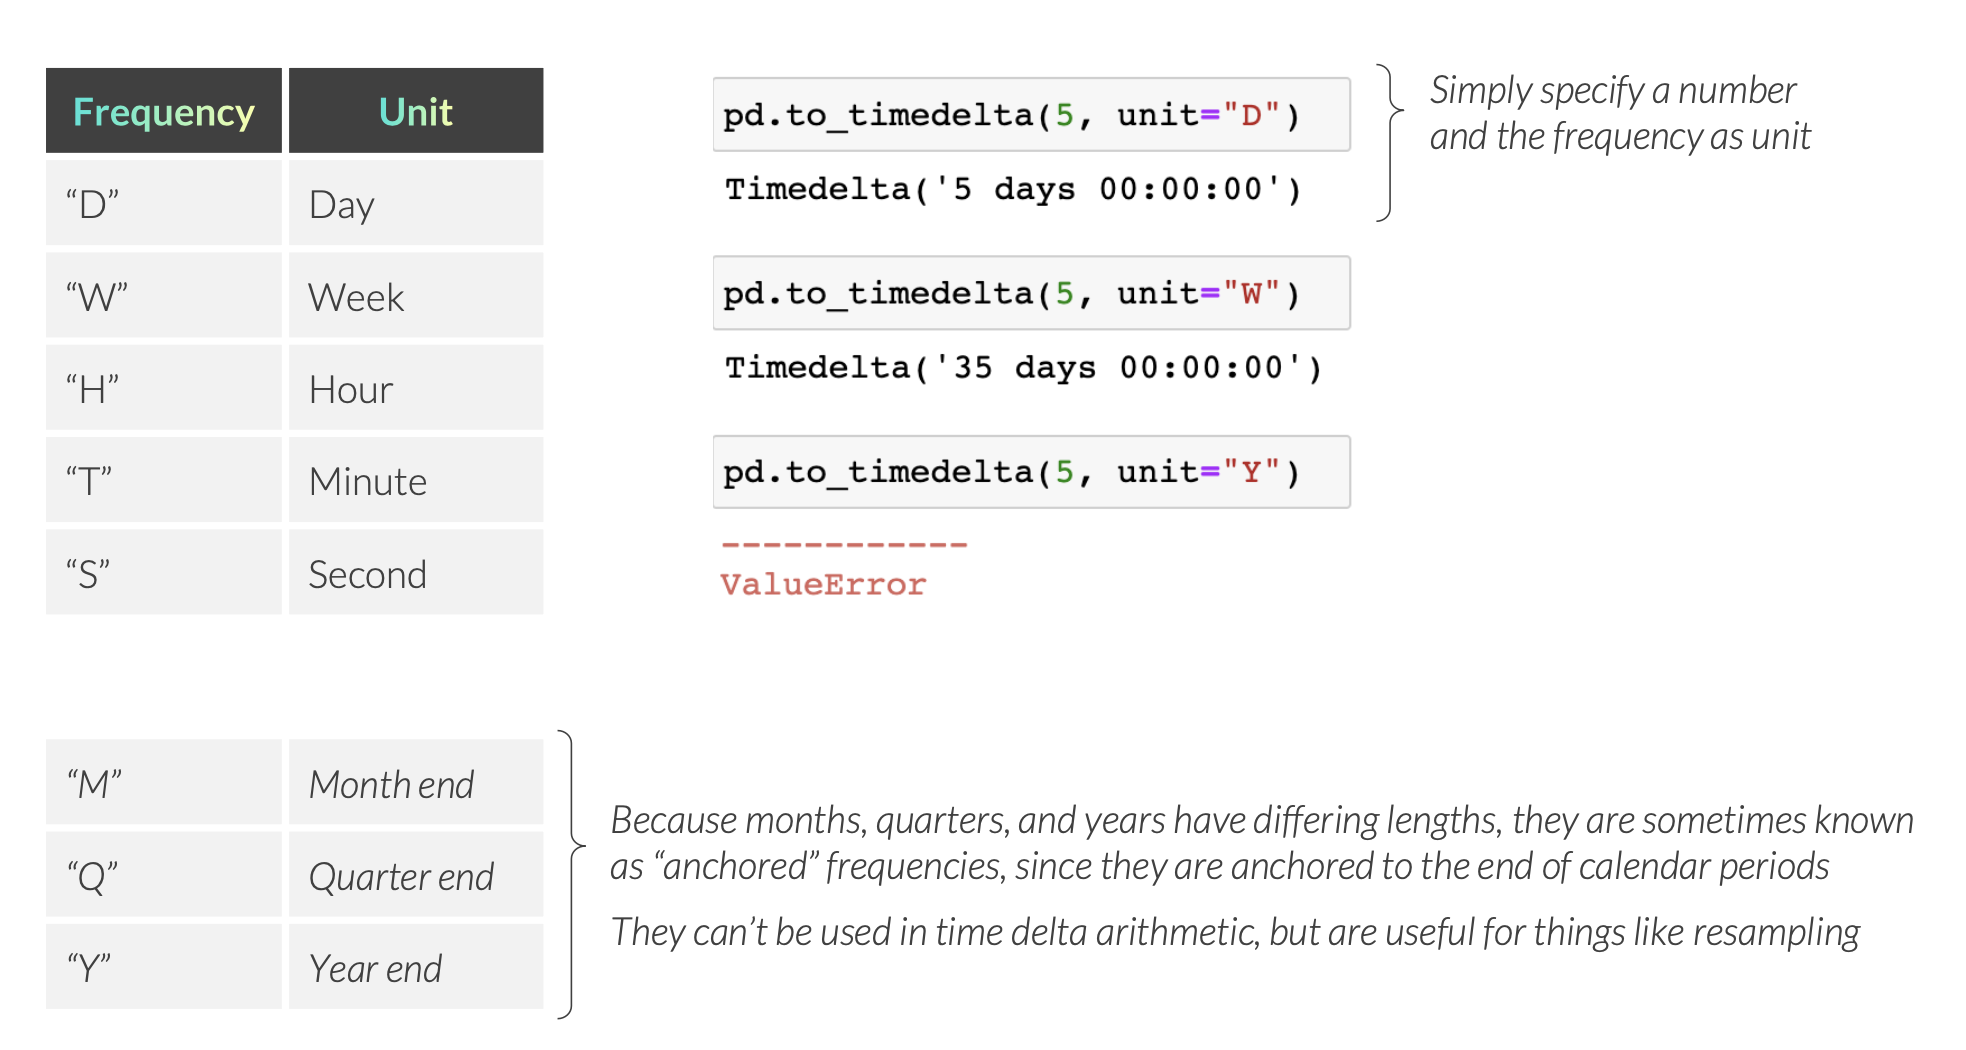 Frequency Unit
“D” Day
“W” Week
“H” Hour
“T” Minute
“S” Second
pd.to_timedelta(5, unit="D")
Timedelta('5 days 00:00:00')
Simply specify a number
and the frequency as unit
pd.to_timedelta(5, unit="W")
Timedelta('35 days 00:00:00')
pd.to_timedelta(5, unit="Y")
------------
ValueError
“M” Month end
“Q” Quarter end
“Y” Year end
Because months, quarters, and years have differing lengths, they are sometimes known
as “anchored” frequencies, since they are anchored to the end of calendar periods
They can’t be used in time delta arithmetic, but are useful for things like resampling